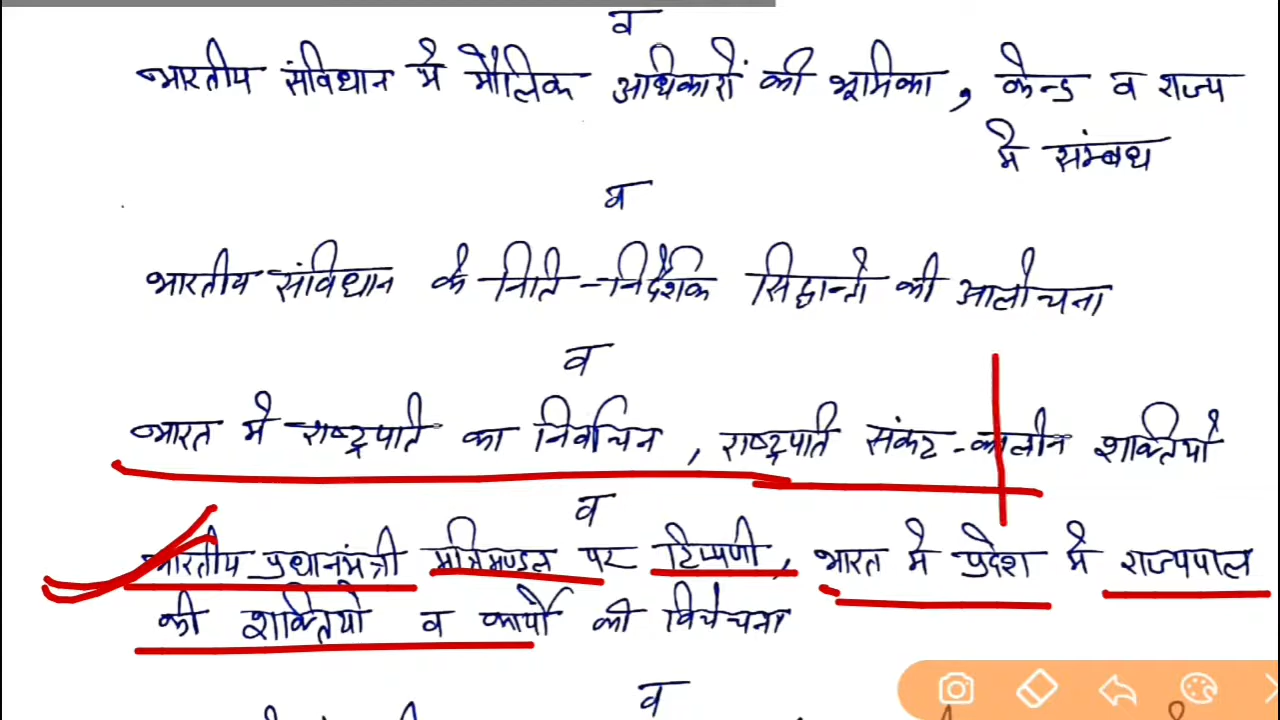 व
भारतीय संविधान मे मौलिक अधिकारों की भूमिका, केन्द्र व राज्य
मे संम्बध
व
भारतीय संविधान के निति-निर्देशक सिद्धान्तो की आलोचना
व
भारत मे राष्ट्रपति का निर्वाचन, राष्ट्रपति संकट-कालीन शक्तियाँ
व
भारतीय प्रधानमंत्री मंत्रिमण्डल पर टिप्पणी, भारत मे प्रदेश मे राज्यपाल
की शक्तियो व कार्यो की विवेचना
व